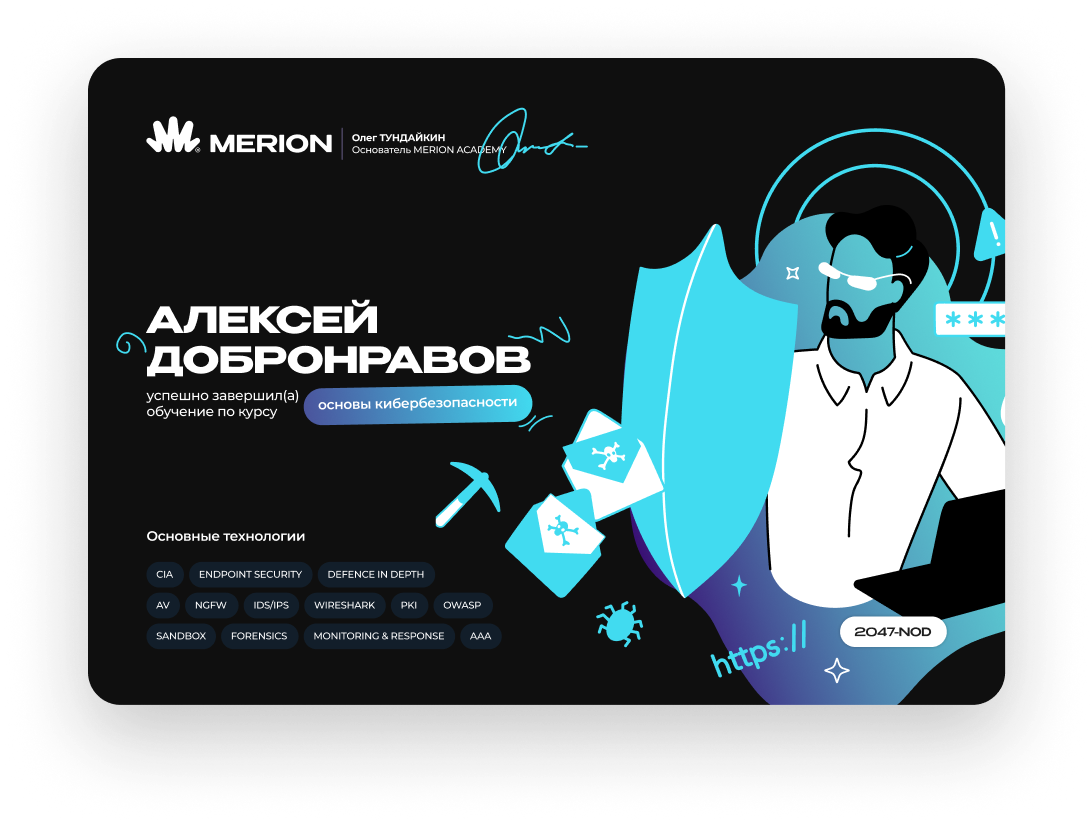 MERION
Олег ТУНДАЙКИН
Основатель MERION ACADEMY
АЛЕКСЕЙ
ДОБРОНРАВОВ
успешно завершил(а)
обучение по курсу
основы кибербезопасности
Основные технологии
CIA ENDPOINT SECURITY DEFENCE IN DEPTH
AV NGFW IDS/IPS WIRESHARK PKI OWASP
SANDBOX FORENSICS MONITORING & RESPONSE AAA
!
***
https://
2047-NOD